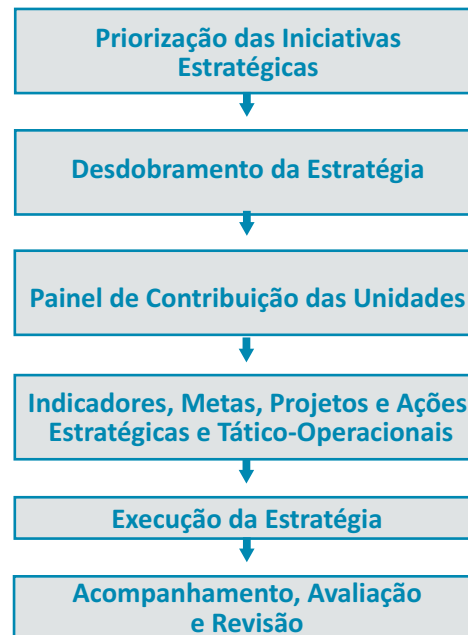 Priorização das Iniciativas
Estratégicas
Desdobramento da Estratégia
Painel de Contribuição das Unidades
Indicadores, Metas, Projetos e Ações
Estratégicas e Tático-Operacionais
Execução da Estratégia
Acompanhamento, Avaliação
e Revisão